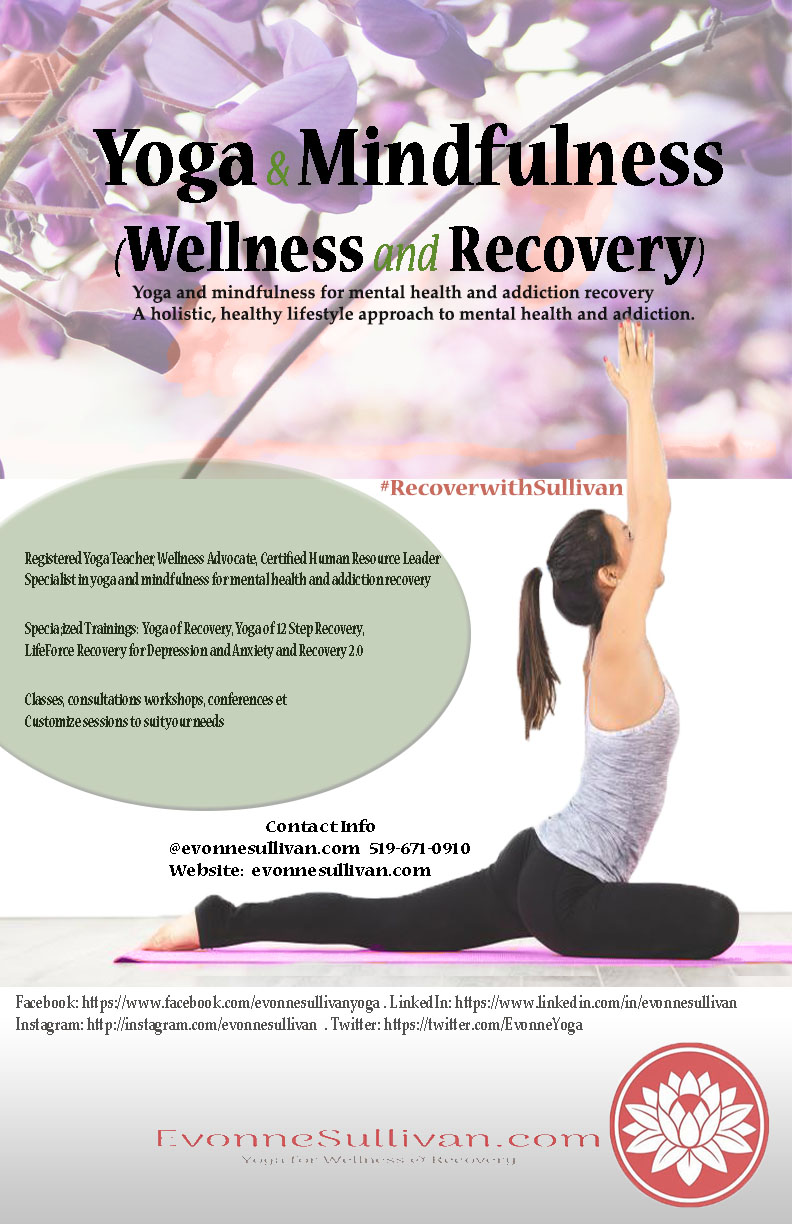 Yoga & Mindfulness
(Wellness and Recovery)
Yoga and mindfulness for mental health and addiction recovery
A holistic, healthy lifestyle approach to mental health and addiction.
#RecoverwithSullivan
Registered Yoga Teacher, Wellness Advocate, Certified Human Resource Leader
Specialist in yoga and mindfulness for mental health and addiction recovery
Specia;ized Trainings: Yoga of Recovery, Yoga of 12 Step Recovery,
LifeForce Recovery for Depression and Anxiety and Recovery 2.0
Classes, consultations workshops, conferences et
Customize sessions to suit your needs
Contact Info
@evonnesullivan.com 519-671-0910
Website: evonnesullivan.com
Facebook: https://www.facebook.com/evonnesullivanyoga . LinkedIn: https://www.linkedin.com/in/evonnesullivan
Instagram: http://instagram.com/evonnesullivan . Twitter: https://twitter.com/EvonneYoga
EvonneSullivan.com
Yoga for Wellness & Recovery